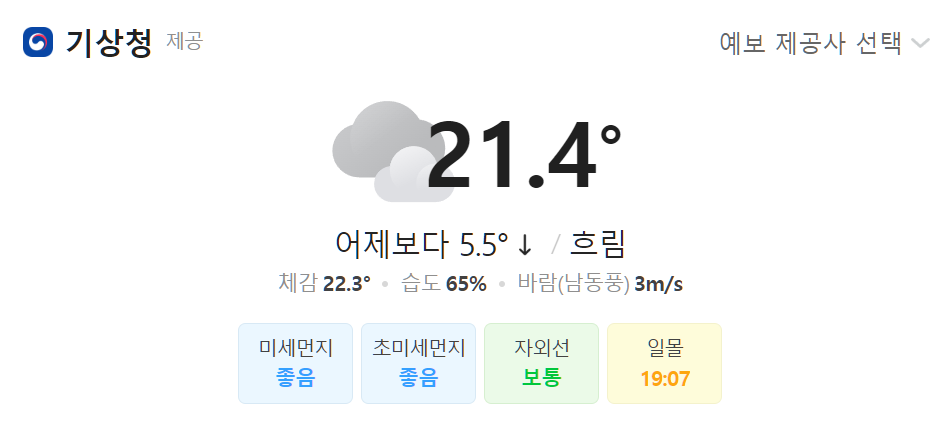 기상청 제공 예보 제공사 선택
21.4°
어제보다 5.5° ↓ / 흐림
체감 22.3° • 습도 65% • 바람(남동풍) 3m/s
미세먼지 초미세먼지 자외선 일몰
좋음 좋음 보통 19:07